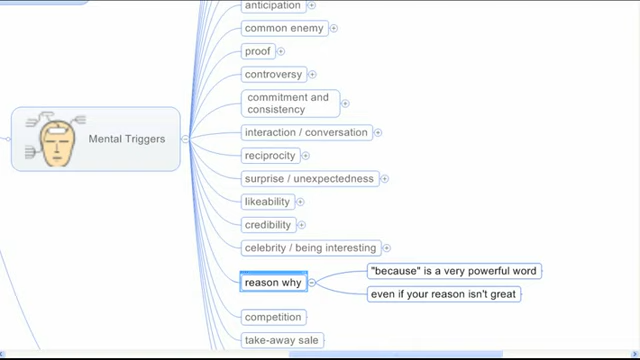 anticipation
common enemy
proof
controversy
commitment and
consistency
interaction / conversation
Mental Triggers
reciprocity
surprise / unexpectedness
likeability
credibility
celebrity / being interesting
"because" is a very powerful word
reason why
even if your reason isn't great
competition
take-away sale